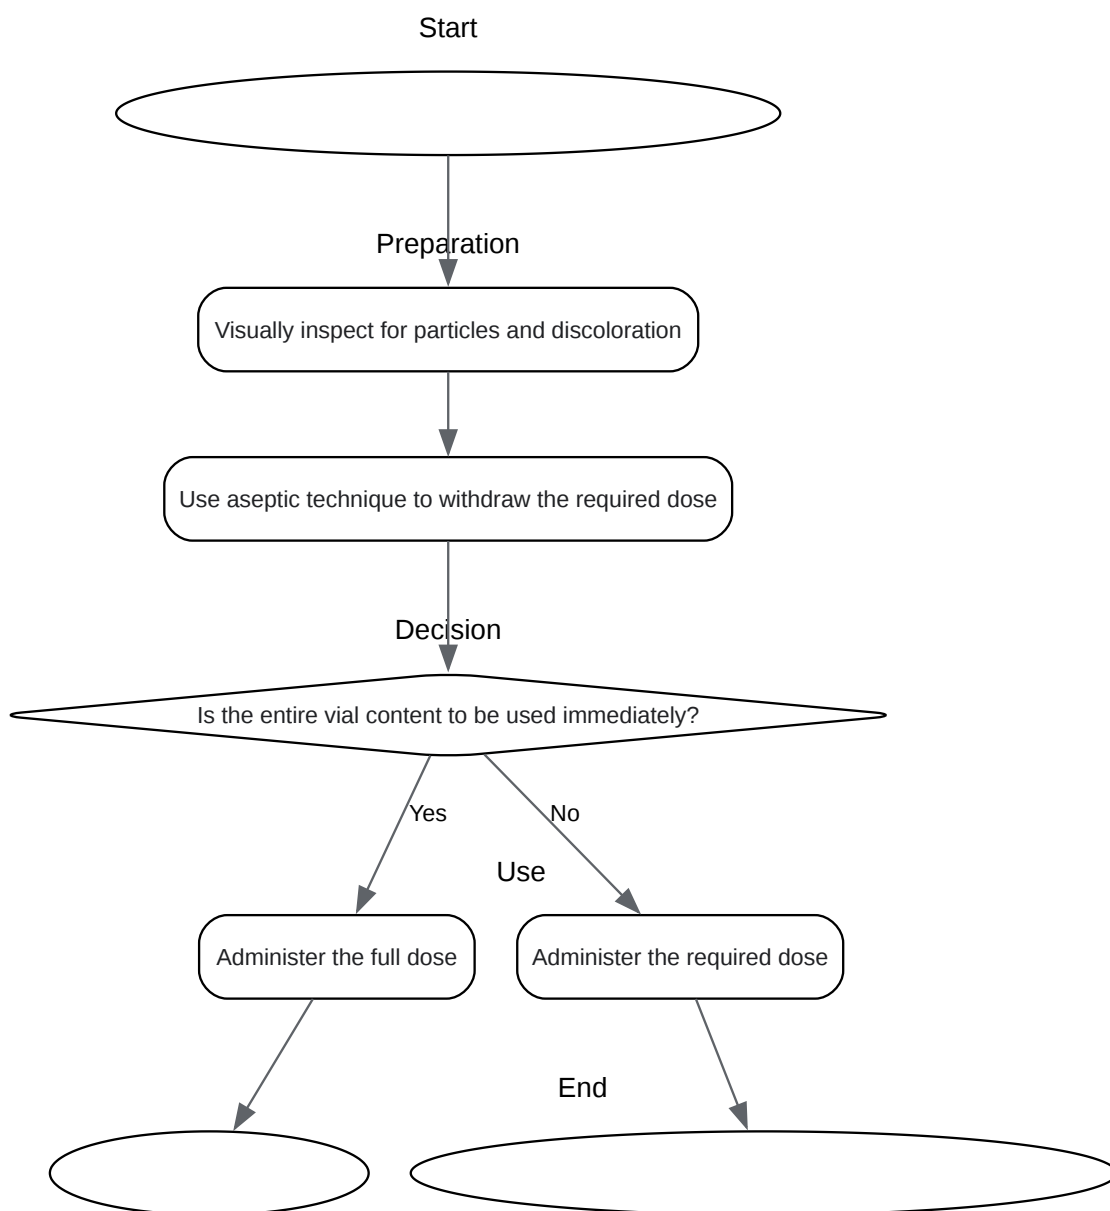 Start
Preparation
Visually inspect for particles and discoloration
Use aseptic technique to withdraw the required dose
Decision
Is the entire vial content to be used immediately?
Yes
No
Use
Administer the full dose
Administer the required dose
End